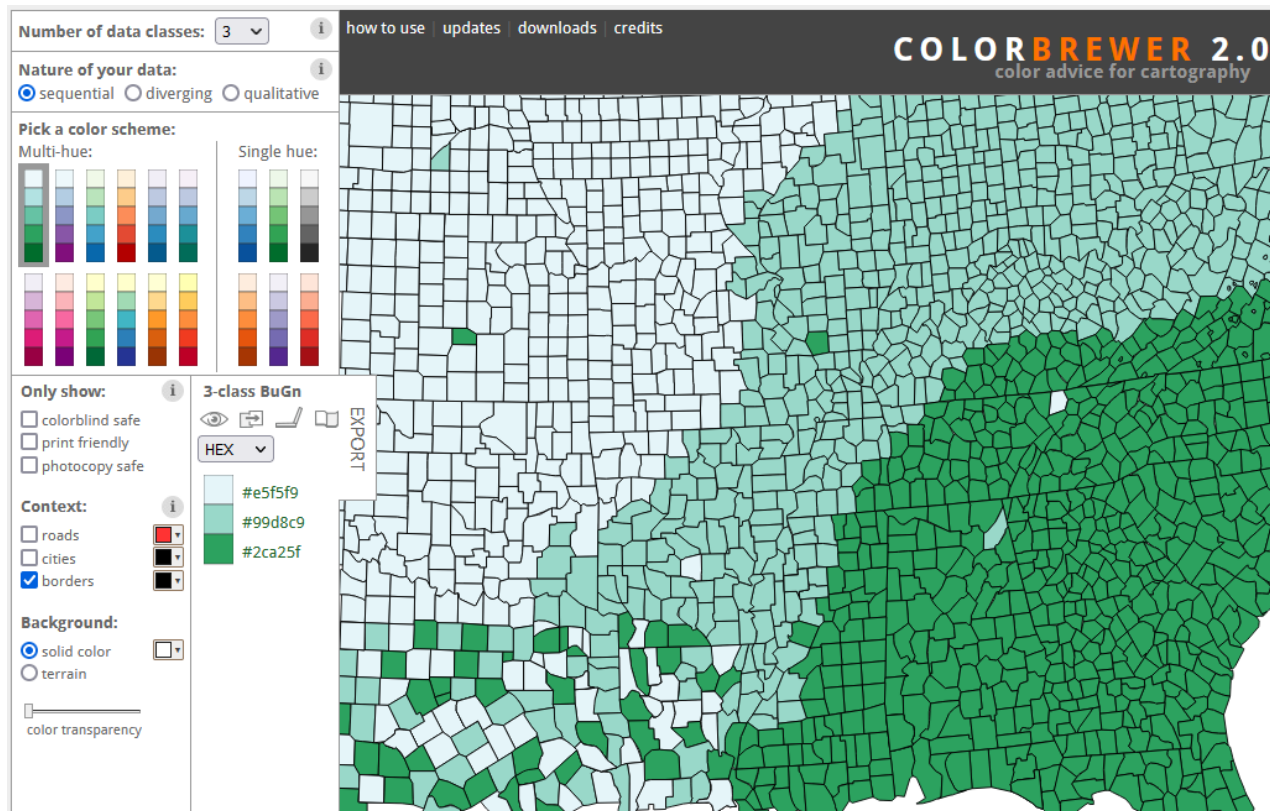 Number of data classes: 3 i
how to use | updates | downloads | credits
COLORBREWER 2.0
color advice for cartography
Nature of your data: i
sequential diverging qualitative
Pick a color scheme:
Multi-hue: Single hue:
Only show: i
colorblind safe
print friendly
photocopy safe
Context: i
roads
cities
borders
Background:
solid color
terrain
color transparency
3-class BuGn
EXPORT
HEX
#e5f5f9
#99d8c9
#2ca25f